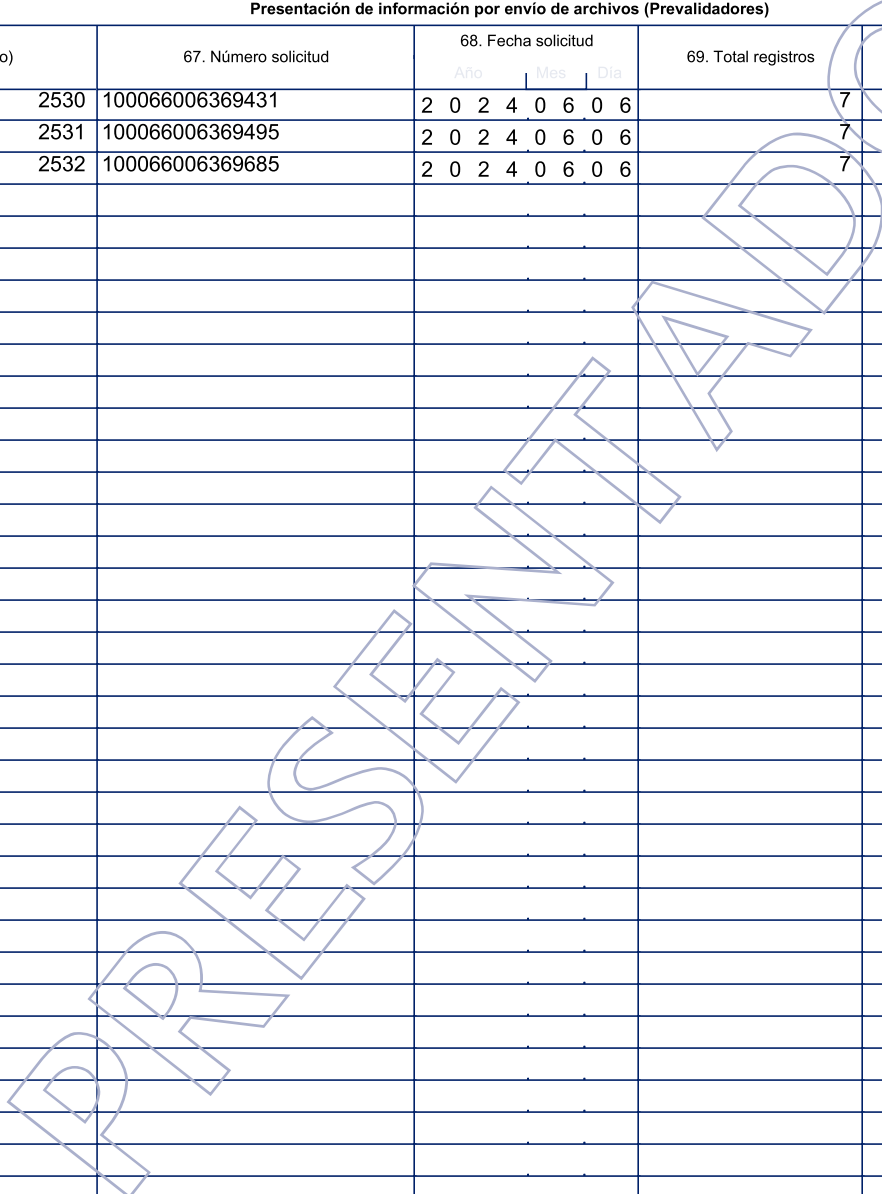 Presentación de información por envío de archivos (Prevalidadores)
o) 67. Número solicitud 68. Fecha solicitud 69. Total registros
Año Mes Día
2530 100066006369431 2 0 2 4 0 6 0 6 7
2531 100066006369495 2 0 2 4 0 6 0 6 7
2532 100066006369685 2 0 2 4 0 6 0 6 7
PRESENTADO